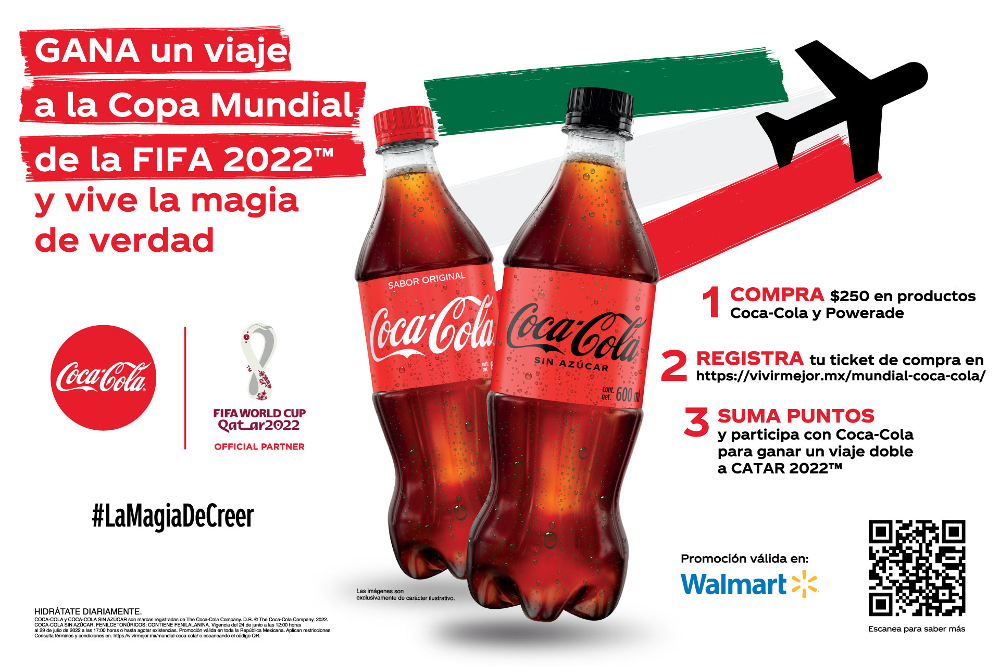 GANA un viaje
a la Copa Mundial
de la FIFA 2022™
y vive la magia
de verdad
SABOR ORIGINAL
Coca-Cola
cont.
net.
Coca-Cola
SIN AZÚCAR
cont.
net. 600 ml
1 COMPRA $250 en productos
Coca-Cola y Powerade
2 REGISTRA tu ticket de compra en
https://vivirmejor.mx/mundial-coca-cola/
3 SUMA PUNTOS
y participa con Coca-Cola
para ganar un viaje doble
a CATAR 2022™
Coca-Cola®
TM
FIFA WORLD CUP
Qatar2022
OFFICIAL PARTNER
#LaMagiaDeCreer
Promoción válida en:
Walmart
Escanea para saber más
Las imágenes son
exclusivamente de carácter ilustrativo.
HIDRÁTATE DIARIAMENTE.
COCA-COLA y COCA-COLA SIN AZÚCAR son marcas registradas de The Coca-Cola Company. D.R. © The Coca-Cola Company. 2022.
COCA-COLA SIN AZÚCAR, FENILCETONÚRICOS: CONTIENE FENILALANINA. Vigencia del 24 de junio a las 12:00 horas
al 29 de julio de 2022 a las 17:00 horas o hasta agotar existencias. Promoción válida en toda la República Mexicana. Aplican restricciones.
Consulta términos y condiciones en: https://vivirmejor.mx/mundial-coca-cola/ o escaneando el código QR.